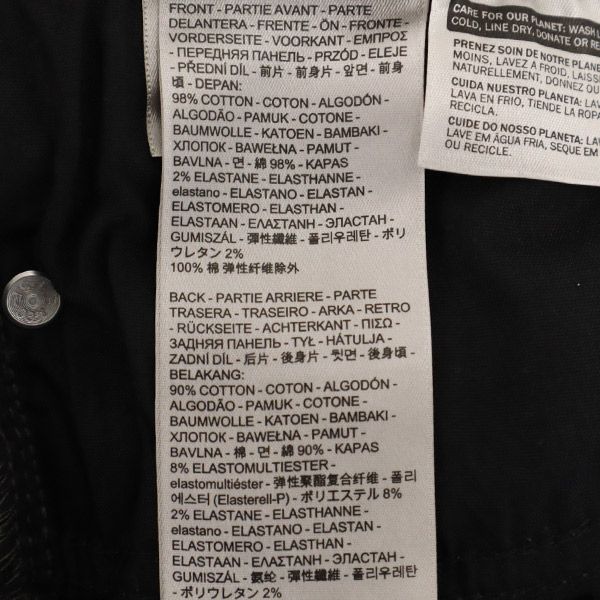 FRONT - PARTIE AVANT - PARTE
DELANTERA - FRENTE - ÖN - FRONTE -
VORDERSEITE - VOORKANT - ΕΜΠΡΟΣ
- ПЕРЕДНЯЯ ПАНЕЛЬ - PRZÓD - ELEJE
- PŘEDNÍ DÍL - 前片 - 前身片 - 앞면 - 前身
頃 - DEPAN:
98% COTTON - COTON - ALGODÓN -
ALGODÃO - PAMUK - COTONE -
BAUMWOLLE - KATOEN - ΒΑΜΒΑΚΙ -
ХЛОПОК - BAWEŁNA - PAMUT -
BAVLNA - 면 - 綿 98% - KAPAS
2% ELASTANE - ELASTHANNE -
elastano - ELASTANO - ELASTAN -
ELASTOMERO - ELASTHAN -
ELASTAAN - ΕΛΑΣΤΑΝΗ - ЭЛАСТАН -
GUMISZÁL - 彈性纖維 - 폴리우레탄 - ポリ
ウレタン 2%
100% 棉 弹性纤维除外
BACK - PARTIE ARRIERE - PARTE
TRASERA - TRASEIRO - ARKA - RETRO
- RÜCKSEITE - ACHTERKANT - ΠΙΣΩ -
ЗАДНЯЯ ПАНЕЛЬ - TYŁ - HÁTULJA -
ZADNÍ DÍL - 后片 - 後身片 - 뒷면 - 後身頃 -
BELAKANG:
90% COTTON - COTON - ALGODÓN -
ALGODÃO - PAMUK - COTONE -
BAUMWOLLE - KATOEN - ΒΑΜΒΑΚΙ -
ХЛОПОК - BAWEŁNA - PAMUT -
BAVLNA - 棉 - 면 - 綿 90% - KAPAS
8% ELASTOMULTIESTER -
elastomultiéster - 弹性聚酯复合纤维 - 폴리
에스터 (Elasterell-P) - ポリエステル 8%
2% ELASTANE - ELASTHANNE -
elastano - ELASTANO - ELASTAN -
ELASTOMERO - ELASTHAN -
ELASTAAN - ΕΛΑΣΤΑΝΗ - ЭЛАСТАН -
GUMISZÁL - 氨纶 - 彈性纖維 - 폴리우레탄 -
ポリウレタン 2%
CARE FOR OUR PLANET: WASH
COLD, LINE DRY, DONATE OR RE
PRENEZ SOIN DE NOTRE PLANE
MOINS, LAVEZ À FROID, LAISS
NATURELLEMENT, DONNEZ OU
CUIDA NUESTRO PLANETA: LAV
LAVA EN FRIO, TIENDE LA ROPA
RECICLA.
CUIDE DO NOSSO PLANETA: LAV
LAVE EM ÁGUA FRIA, SEQUE EM
OU RECICLE.